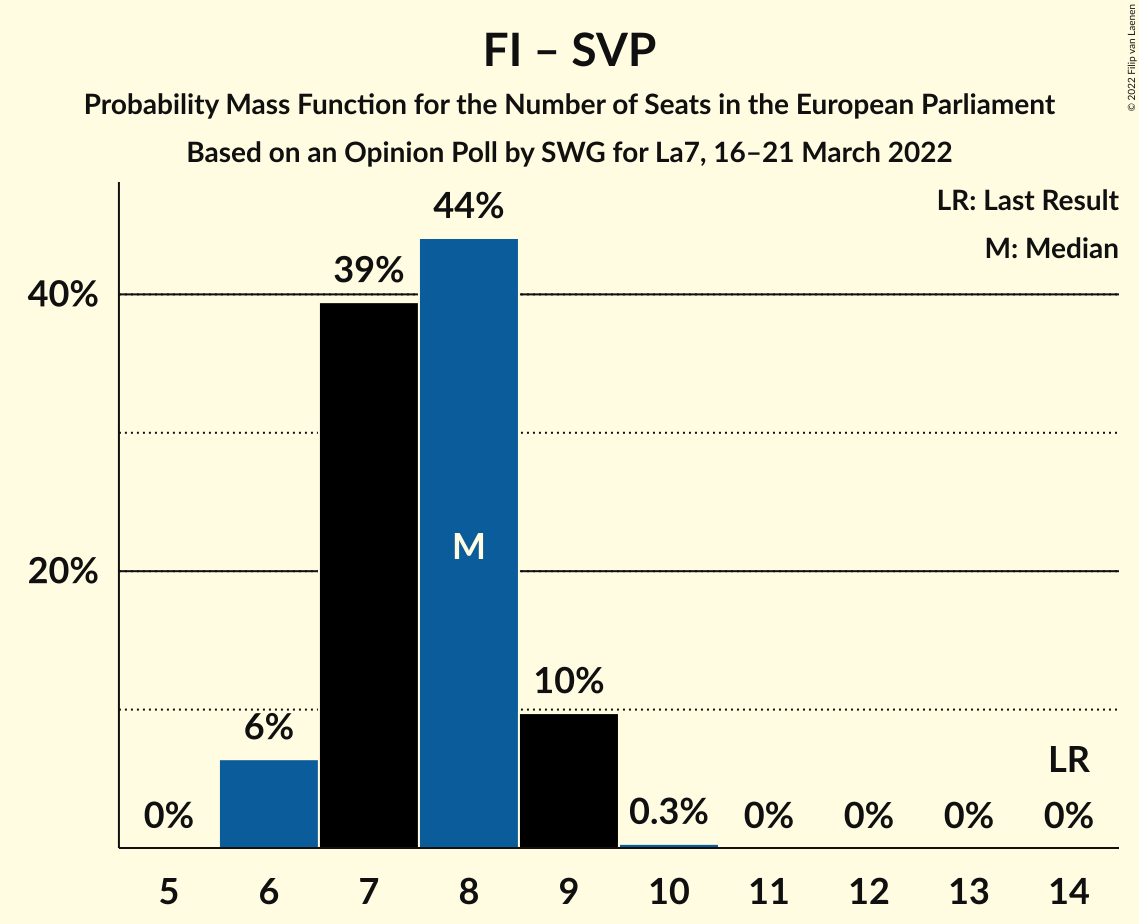 FI – SVP
Probability Mass Function for the Number of Seats in the European Parliament
Based on an Opinion Poll by SWG for La7, 16–21 March 2022
© 2022 Filip van Laenen
LR: Last Result
M: Median
44%
39%
40%
M
20%
10%
6%
LR
0%
0.3%
0%
0%
0%
0%
5 6 7 8 9 10 11 12 13 14